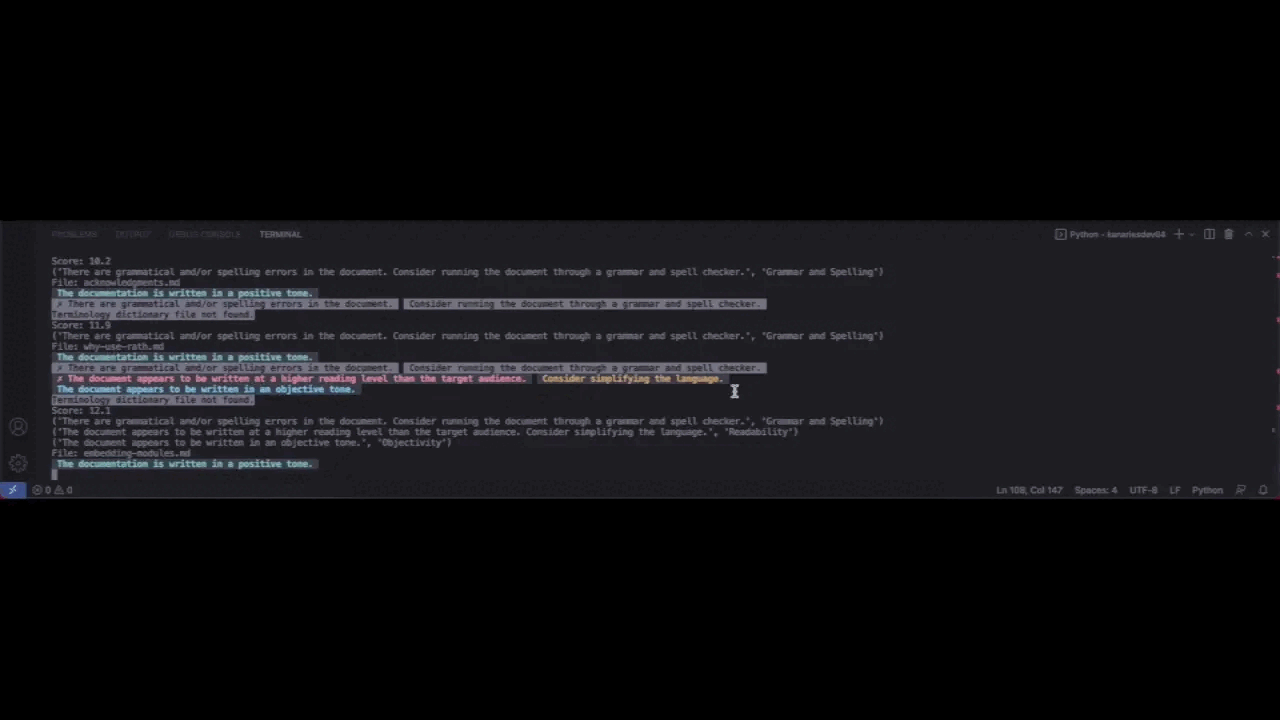 PROBLEMS OUTPUT DEBUG CONSOLE TERMINAL Python - kanariesdev04
Score: 10.2
("There are grammatical and/or spelling errors in the document. Consider running the document through a grammar and spell checker.", "Grammar and Spelling")
File: acknowledgments.md
The documentation is written in a positive tone.
✗ There are grammatical and/or spelling errors in the document. Consider running the document through a grammar and spell checker.
Terminology dictionary file not found.
Score: 11.9
("There are grammatical and/or spelling errors in the document. Consider running the document through a grammar and spell checker.", "Grammar and Spelling")
File: why-use-rath.md
The documentation is written in a positive tone.
✗ There are grammatical and/or spelling errors in the document. Consider running the document through a grammar and spell checker.
✗ The document appears to be written at a higher reading level than the target audience. Consider simplifying the language.
The document appears to be written in an objective tone.
Terminology dictionary file not found.
Score: 12.1
("There are grammatical and/or spelling errors in the document. Consider running the document through a grammar and spell checker.", "Grammar and Spelling")
("The document appears to be written at a higher reading level than the target audience. Consider simplifying the language.", "Readability")
("The document appears to be written in an objective tone.", "Objectivity")
File: embedding-modules.md
The documentation is written in a positive tone.
0 0 Ln 108, Col 147 Spaces: 4 UTF-8 LF Python